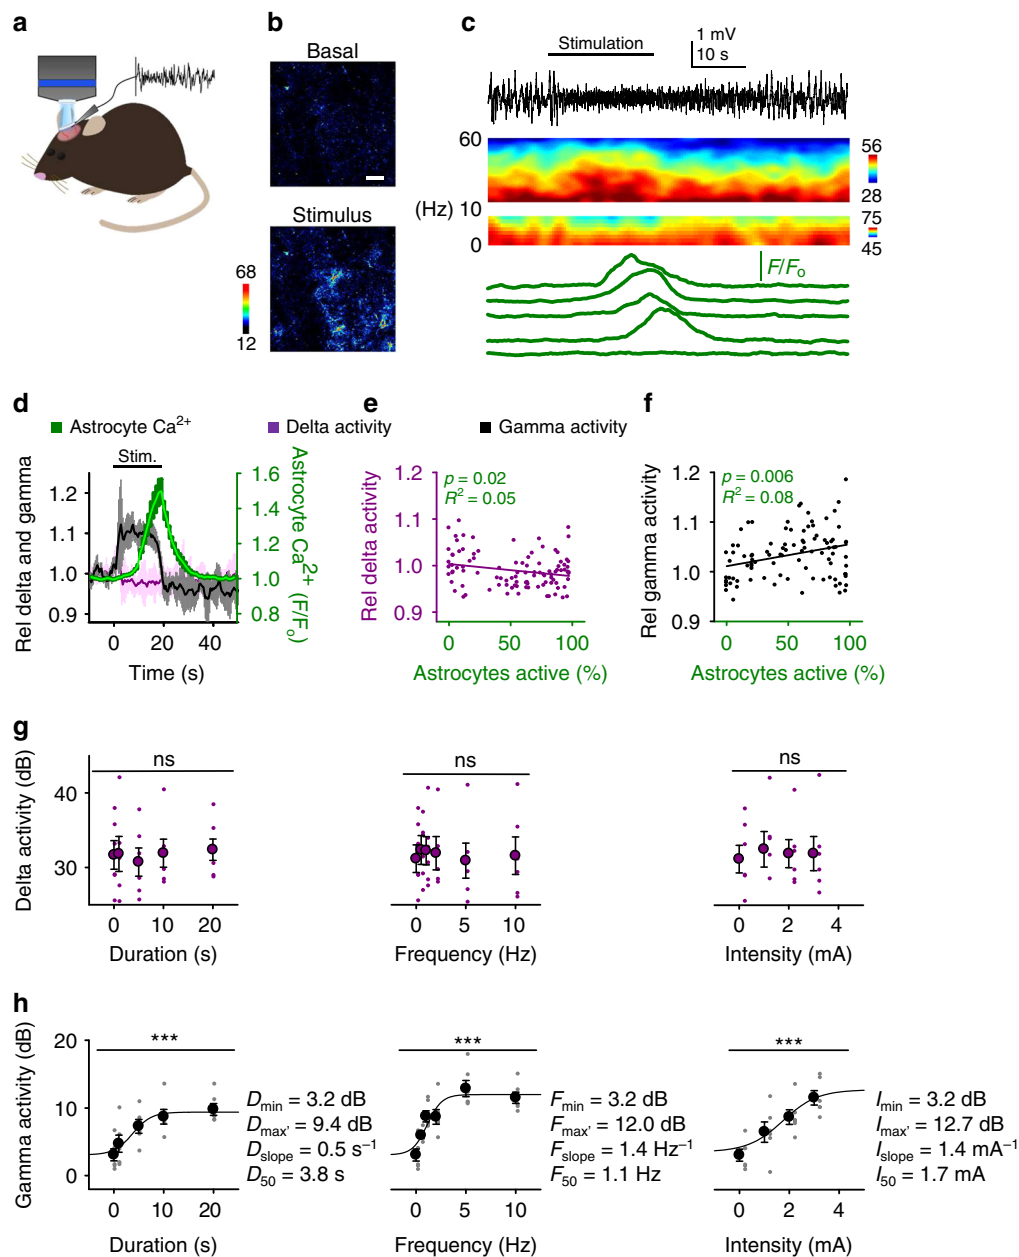 a
b
Basal
Stimulus
68
12
c
Stimulation
1 mV
10 s
60
(Hz)
10
0
56
28
75
45
F/Fo
d
Astrocyte Ca2+
Delta activity
Gamma activity
Stim.
Rel delta and gamma
1.2
1.1
1.0
0.9
0 20 40
Time (s)
1.6
1.4
1.2
1.0
0.8
Astrocyte Ca2+ (F/Fo)
e
p = 0.02
R2 = 0.05
Rel delta activity
1.2
1.1
1.0
0.9
0 50 100
Astrocytes active (%)
f
p = 0.006
R2 = 0.08
Rel gamma activity
1.2
1.1
1.0
0.9
0 50 100
Astrocytes active (%)
g
Delta activity (dB)
40
30
ns
0 10 20
Duration (s)
ns
0 5 10
Frequency (Hz)
ns
0 2 4
Intensity (mA)
h
Gamma activity (dB)
20
10
0
***
0 10 20
Duration (s)
Dmin = 3.2 dB
Dmax' = 9.4 dB
Dslope = 0.5 s−1
D50 = 3.8 s
***
0 5 10
Frequency (Hz)
Fmin = 3.2 dB
Fmax' = 12.0 dB
Fslope = 1.4 Hz−1
F50 = 1.1 Hz
***
0 2 4
Intensity (mA)
Imin = 3.2 dB
Imax' = 12.7 dB
Islope = 1.4 mA−1
I50 = 1.7 mA